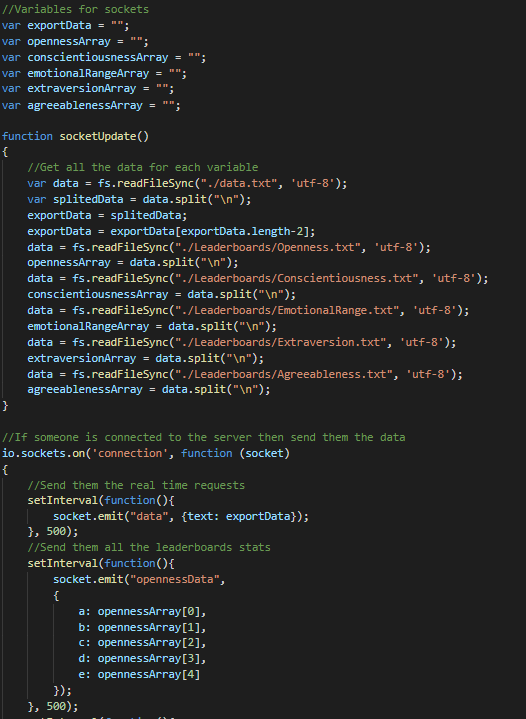 //Variables for sockets
var exportData = "";
var opennessArray = "";
var conscientiousnessArray = "";
var emotionalRangeArray = "";
var extraversionArray = "";
var agreeablenessArray = "";
function socketUpdate()
{
//Get all the data for each variable
var data = fs.readFileSync("./data.txt", 'utf-8');
var splitedData = data.split("\n");
exportData = splitedData;
exportData = exportData[exportData.length-2];
data = fs.readFileSync("./Leaderboards/Openness.txt", 'utf-8');
opennessArray = data.split("\n");
data = fs.readFileSync("./Leaderboards/Conscientiousness.txt", 'utf-8');
conscientiousnessArray = data.split("\n");
data = fs.readFileSync("./Leaderboards/EmotionalRange.txt", 'utf-8');
emotionalRangeArray = data.split("\n");
data = fs.readFileSync("./Leaderboards/Extraversion.txt", 'utf-8');
extraversionArray = data.split("\n");
data = fs.readFileSync("./Leaderboards/Agreeableness.txt", 'utf-8');
agreeablenessArray = data.split("\n");
}
//If someone is connected to the server then send them the data
io.sockets.on('connection', function (socket)
{
//Send them the real time requests
setInterval(function(){
socket.emit("data", {text: exportData});
}, 500);
//Send them all the leaderboards stats
setInterval(function(){
socket.emit("opennessData",
{
a: opennessArray[0],
b: opennessArray[1],
c: opennessArray[2],
d: opennessArray[3],
e: opennessArray[4]
});
}, 500);